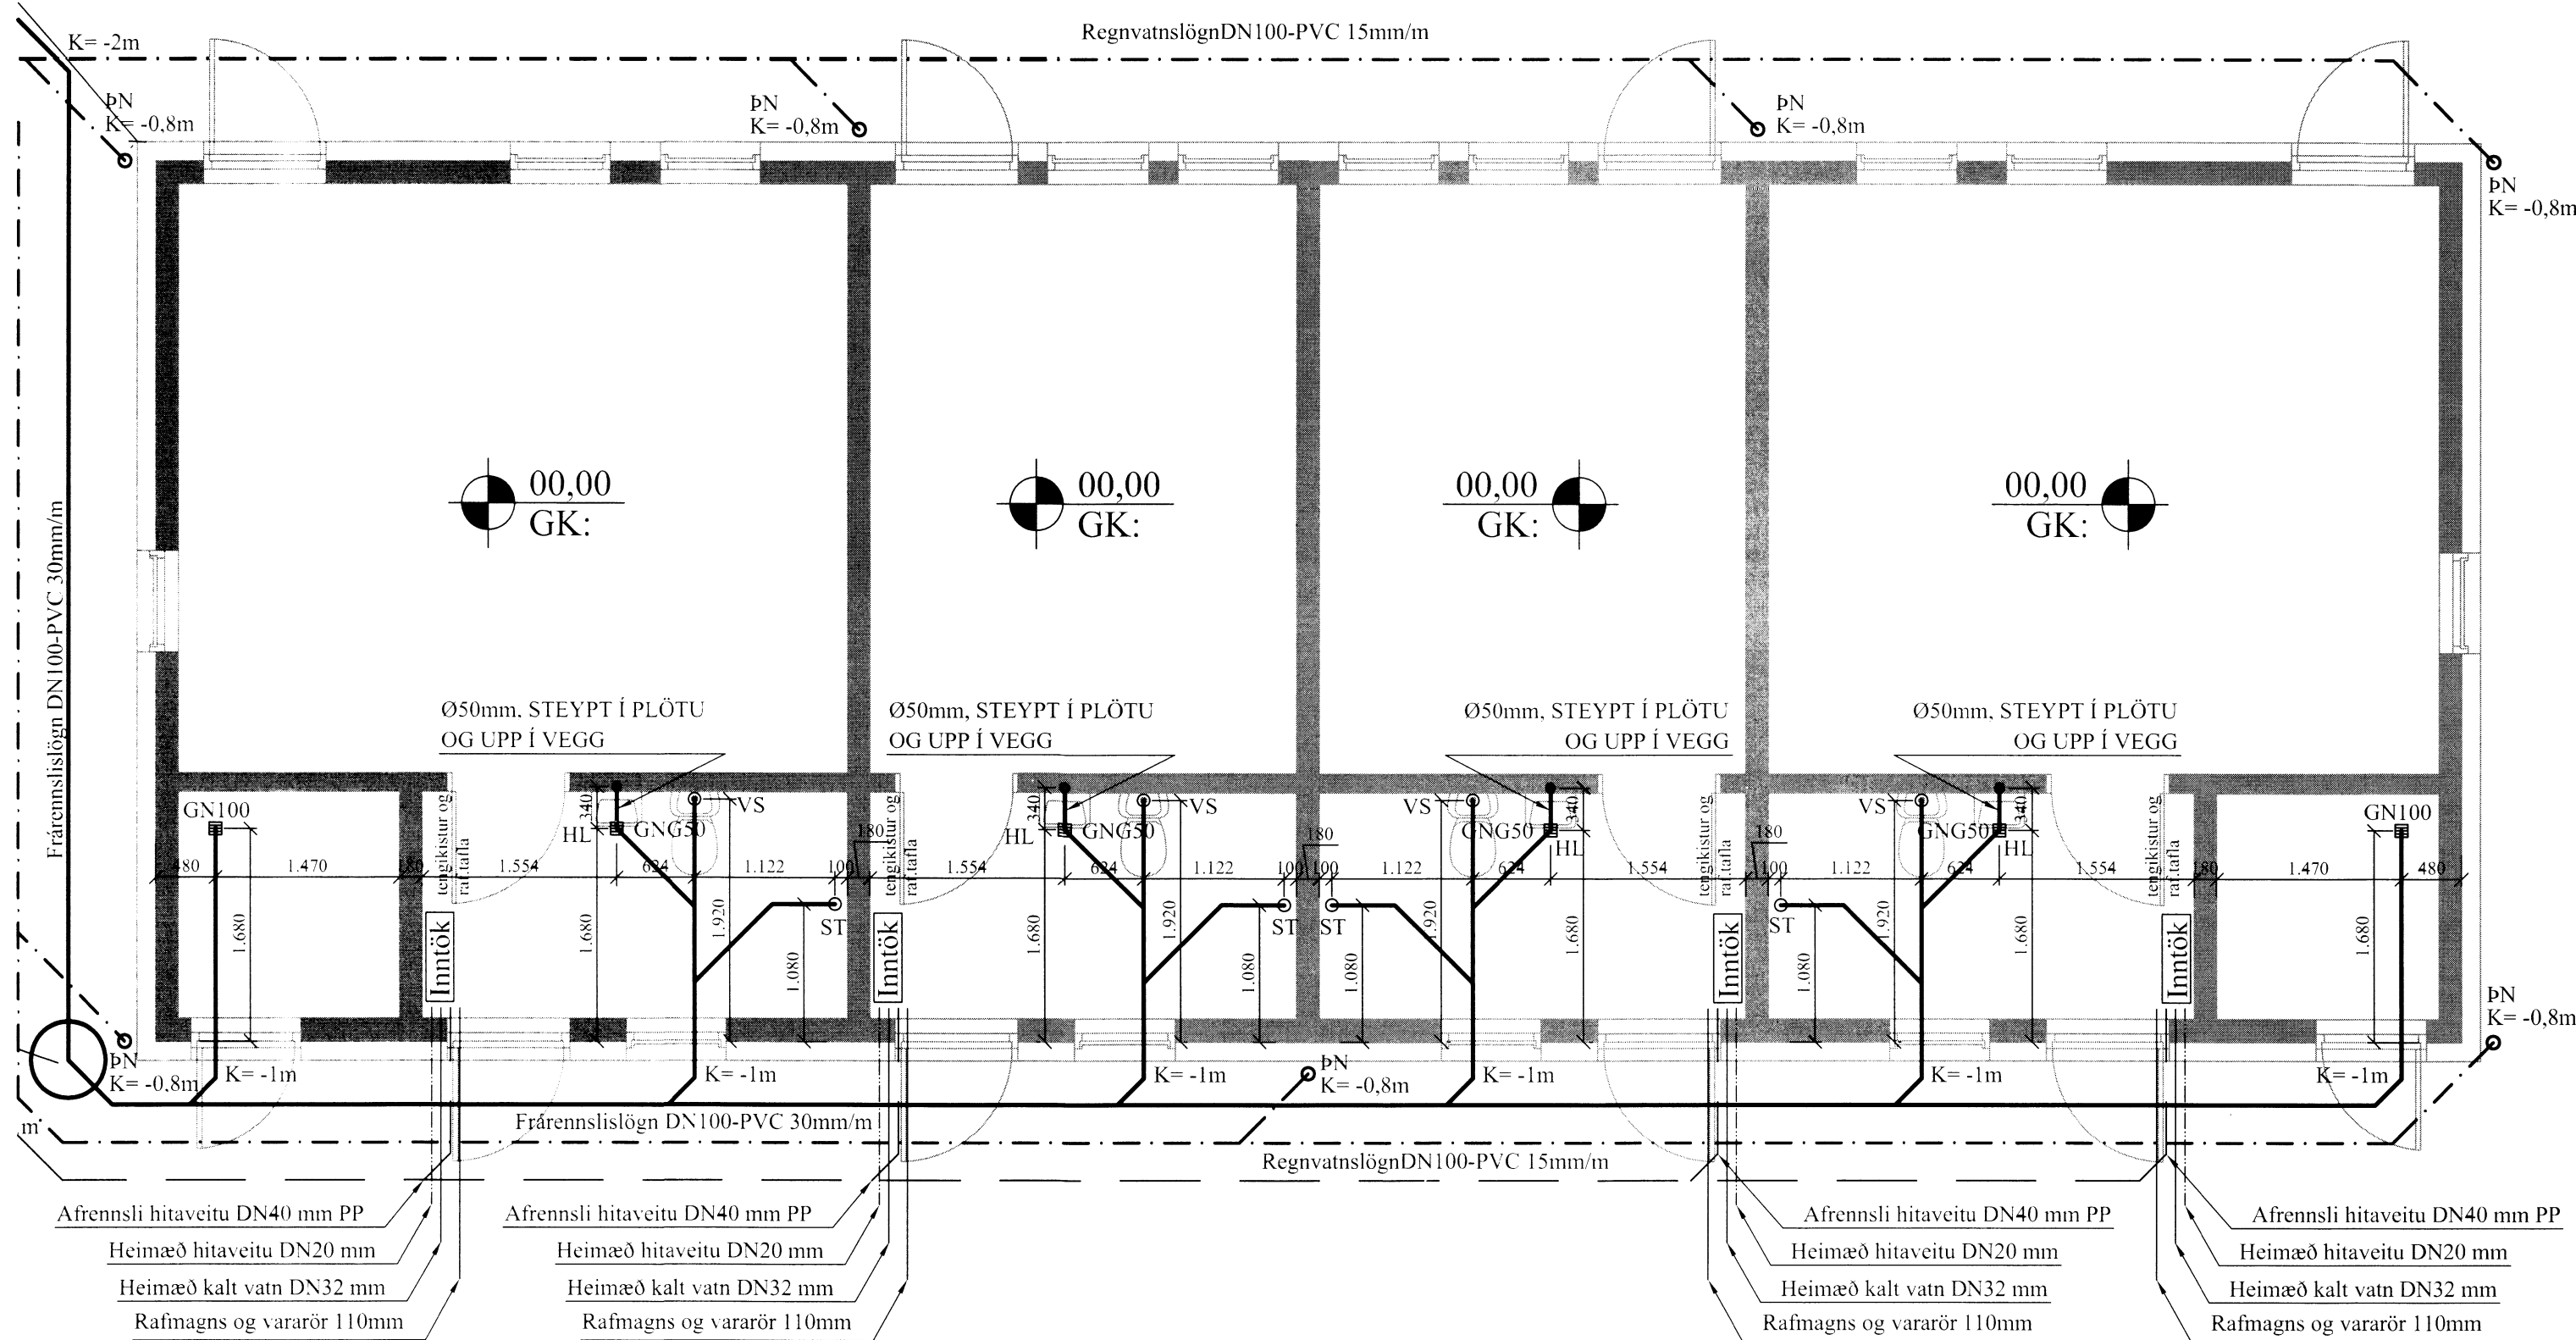 RegnvatnslögnDN100-PVC 15mm/m
K= -2m
ÞN
K= -0,8m
ÞN
K= -0,8m
ÞN
K= -0,8m
ÞN
K= -0,8m
Frárennslislögn DN100-PVC 30mm/m
00,00
GK:
00,00
GK:
00,00
GK:
00,00
GK:
Ø50mm, STEYPT Í PLÖTU
OG UPP Í VEGG
Ø50mm, STEYPT Í PLÖTU
OG UPP Í VEGG
Ø50mm, STEYPT Í PLÖTU
OG UPP Í VEGG
Ø50mm, STEYPT Í PLÖTU
OG UPP Í VEGG
GN100
tengikistur og
raf.tafla
340
HL
GNG50
VS
tengikistur og
raf.tafla
340
HL
GNG50
VS
VS
GNG50
340
HL
tengikistur og
raf.tafla
VS
GNG50
340
HL
tengikistur og
raf.tafla
GN100
480
1.470
180
1.554
624
1.122
100
180
1.554
624
1.122
100
180
100
1.122
624
1.554
180
100
1.122
624
1.554
180
1.470
480
1.680
Inntök
1.680
1.920
1.080
ST
Inntök
1.680
1.920
1.080
ST
ST
1.080
1.920
1.680
Inntök
ST
1.080
1.920
1.680
Inntök
1.680
ÞN
K= -0,8m
ÞN
K= -0,8m
K= -1m
K= -1m
K= -1m
ÞN
K= -0,8m
K= -1m
K= -1m
K= -1m
m
Frárennslislögn DN100-PVC 30mm/m
RegnvatnslögnDN100-PVC 15mm/m
Afrennsli hitaveitu DN40 mm PP
Heimæð hitaveitu DN20 mm
Heimæð kalt vatn DN32 mm
Rafmagns og vararör 110mm
Afrennsli hitaveitu DN40 mm PP
Heimæð hitaveitu DN20 mm
Heimæð kalt vatn DN32 mm
Rafmagns og vararör 110mm
Afrennsli hitaveitu DN40 mm PP
Heimæð hitaveitu DN20 mm
Heimæð kalt vatn DN32 mm
Rafmagns og vararör 110mm
Afrennsli hitaveitu DN40 mm PP
Heimæð hitaveitu DN20 mm
Heimæð kalt vatn DN32 mm
Rafmagns og vararör 110mm